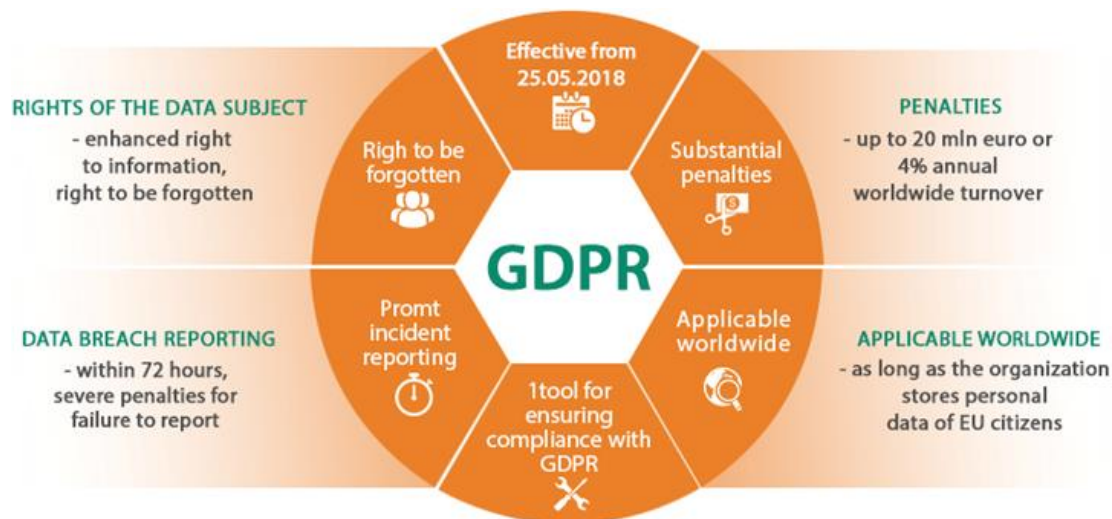 Effective from
25.05.2018
RIGHTS OF THE DATA SUBJECT
- enhanced right
to information,
right to be forgotten
Righ to be
forgotten
Substantial
penalties
PENALTIES
- up to 20 mln euro or
4% annual
worldwide turnover
GDPR
DATA BREACH REPORTING
- within 72 hours,
severe penalties for
failure to report
Promt
incident
reporting
Applicable
worldwide
APPLICABLE WORLDWIDE
- as long as the organization
stores personal
data of EU citizens
1tool for
ensuring
compliance with
GDPR